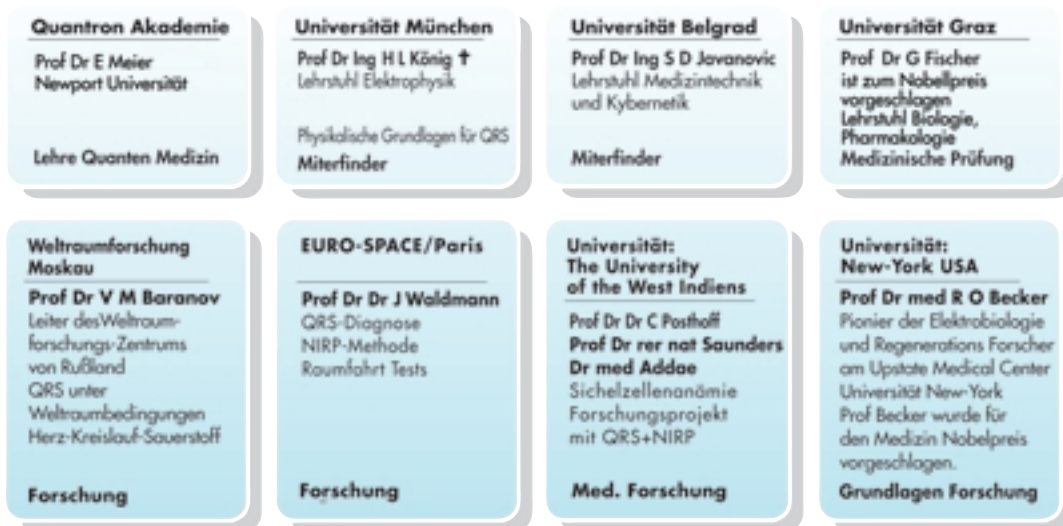 Quantron Akademie
Prof Dr E Meier
Newport Universität
Lehre Quanten Medizin
Universität München
Prof Dr Ing H L König ✝
Lehrstuhl Elektrophysik
Physikalische Grundlagen für QRS
Miterfinder
Universität Belgrad
Prof Dr Ing S D Javanovic
Lehrstuhl Medizintechnik
und Kybernetik
Miterfinder
Universität Graz
Prof Dr G Fischer
ist zum Nobellpreis
vorgeschlagen
Lehrstuhl Biologie,
Pharmakologie
Medizinische Prüfung
Weltraumforschung
Moskau
Prof Dr V M Baranov
Leiter desWeltraum-
forschungs-Zentrums
von Rußland
QRS unter
Weltraumbedingungen
Herz-Kreislauf-Sauerstoff
Forschung
EURO-SPACE/Paris
Prof Dr Dr J Waldmann
QRS-Diagnose
NIRP-Methode
Raumfahrt Tests
Forschung
Universität:
The University
of the West Indiens
Prof Dr Dr C Posthoff
Prof Dr rer nat Saunders
Dr med Addae
Sichelzellenanämie
Forschungsprojekt
mit QRS+NIRP
Med. Forschung
Universität:
New-York USA
Prof Dr med R O Becker
Pionier der Elektrobiologie
und Regenerations Forscher
am Upstate Medical Center
Universität New-York
Prof Becker wurde für
den Medizin Nobelpreis
vorgeschlagen.
Grundlagen Forschung